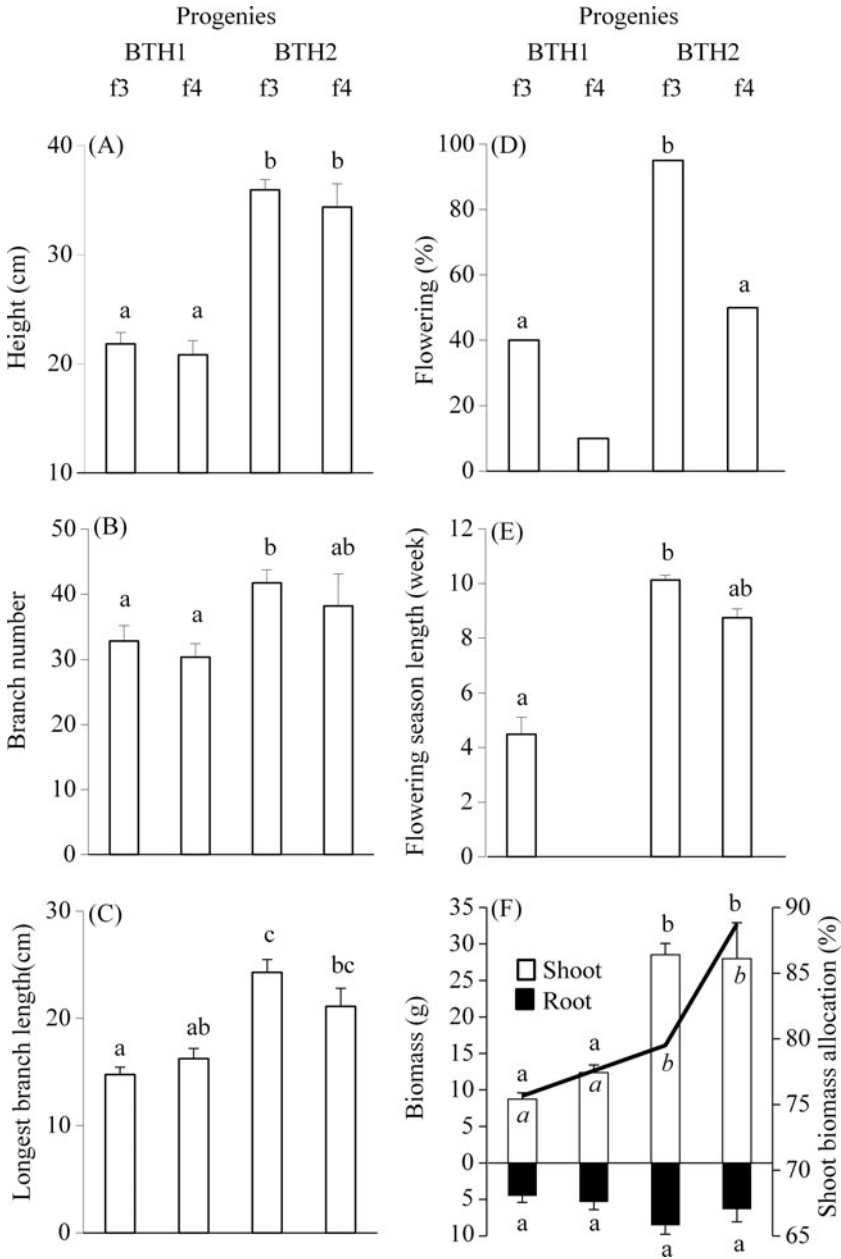 Progenies
BTH1 BTH2
f3 f4 f3 f4
Progenies
BTH1 BTH2
f3 f4 f3 f4
(A)
Height (cm)
40
30
20
10
a a b b
(D)
Flowering (%)
100
80
60
40
20
0
a b a
(B)
Branch number
50
40
30
20
10
0
a a b ab
(E)
Flowering season length (week)
12
10
8
6
4
2
0
a b ab
(C)
Longest branch length(cm)
30
20
10
0
a ab c bc
(F)
Biomass (g)
35
30
25
20
15
10
5
0
5
10
Shoot
Root
a a b b
a a b b
a a a a
90
85
80
75
70
65
Shoot biomass allocation (%)